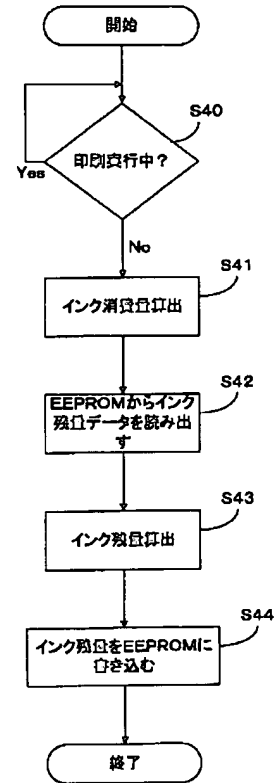 開始
S40
印刷実行中？
Yes
No
S41
インク消費量算出
S42
EEPROMからインク
残量データを読み出
す
S43
インク残量算出
S44
インク残量をEEPROMに
書き込む
終了